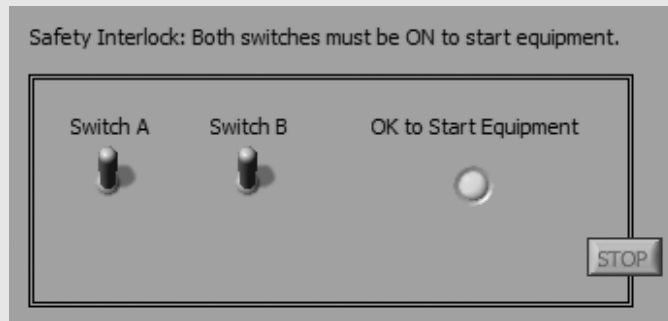 Safety Interlock: Both switches must be ON to start equipment.
Switch A Switch B OK to Start Equipment
STOP